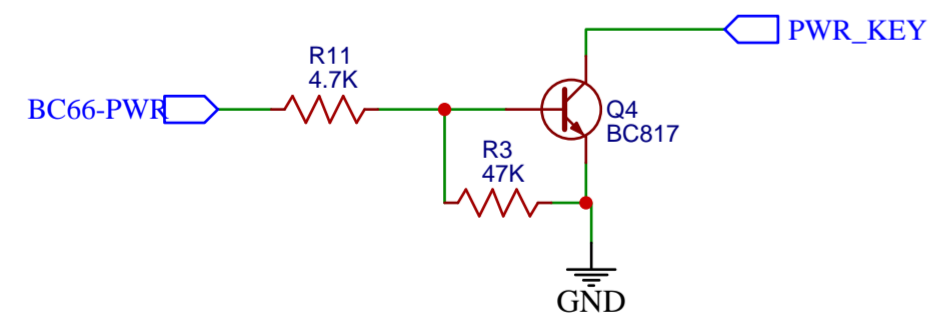 PWR_KEY
R11
4.7K
BC66-PWR
Q4
BC817
R3
47K
GND